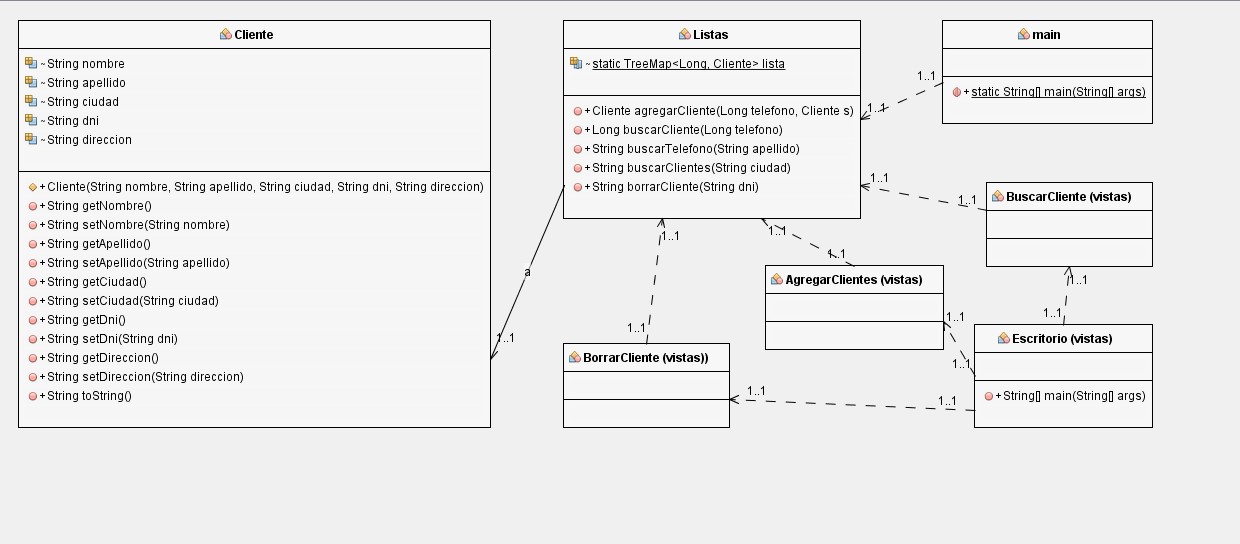 Cliente
~String nombre
~String apellido
~String ciudad
~String dni
~String direccion
+Cliente(String nombre, String apellido, String ciudad, String dni, String direccion)
+String getNombre()
+String setNombre(String nombre)
+String getApellido()
+String setApellido(String apellido)
+String getCiudad()
+String setCiudad(String ciudad)
+String getDni()
+String setDni(String dni)
+String getDireccion()
+String setDireccion(String direccion)
+String toString()
a
1..1
Listas
~static TreeMap<Long, Cliente> lista
+Cliente agregarCliente(Long telefono, Cliente s)
+Long buscarCliente(Long telefono)
+String buscarTelefono(String apellido)
+String buscarClientes(String ciudad)
+String borrarCliente(String dni)
main
+static String[] main(String[] args)
1..1
1..1
1..1
1..1
BuscarCliente (vistas)
1..1
1..1
1..1
1..1
AgregarClientes (vistas)
1..1
1..1
BorrarCliente (vistas))
1..1
1..1
Escritorio (vistas)
+String[] main(String[] args)
1..1
1..1
1..1
1..1